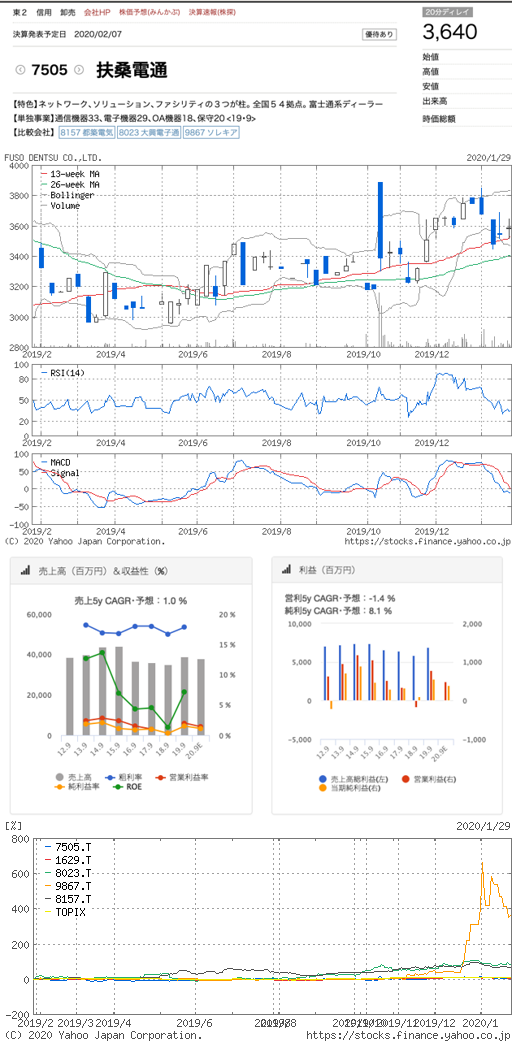 東2 信用 卸売 会社HP 株価予想(みんかぶ) 決算速報(株探)
20分ディレイ
3,640
決算発表予定日 2020/02/07
優待あり
7505 扶桑電通
始値
高値
安値
出来高
時価総額
【特色】ネットワーク、ソリューション、ファシリティの3つが柱。全国54拠点。富士通系ディーラー
【単独事業】通信機器33、電子機器29、OA機器18、保守20<19・9>
【比較会社】 8157 都築電気 8023 大興電子通 9867 ソレキア
FUSO DENTSU CO.,LTD. 2020/1/29
13-week MA
26-week MA
Bollinger
Volume
4000
3800
3600
3400
3200
3000
2800
2019/2 2019/4 2019/6 2019/8 2019/10 2019/12
RSI(14)
100
80
50
20
0
2019/2 2019/4 2019/6 2019/8 2019/10 2019/12
MACD
Signal
100
50
0
-50
-100
2019/2 2019/4 2019/6 2019/8 2019/10 2019/12
(C) 2020 Yahoo Japan Corporation. https://stocks.finance.yahoo.co.jp/
売上高（百万円）＆収益性（%）
売上5y CAGR・予想：1.0 %
60,000
40,000
20,000
0
20 %
15 %
10 %
5 %
0 %
12.9 13.9 14.9 15.9 16.9 17.9 18.9 19.9 20.9E
売上高 粗利率 営業利益率
純利益率 ROE
利益（百万円）
営利5y CAGR・予想：-1.4 %
純利5y CAGR・予想：8.1 %
10,000
5,000
0
-5,000
2,000
1,000
0
-1,000
12.9 13.9 14.9 15.9 16.9 17.9 18.9 19.9 20.9E
売上高総利益(左) 営業利益(右)
当期純利益(右)
[%] 2020/1/29
7505.T
1629.T
8023.T
9867.T
8157.T
TOPIX
800
600
400
200
0
-200
2019/2 2019/3 2019/4 2019/6 2019/8 2019/11 2019/12 2020/1
(C) 2020 Yahoo Japan Corporation. https://stocks.finance.yahoo.co.jp/